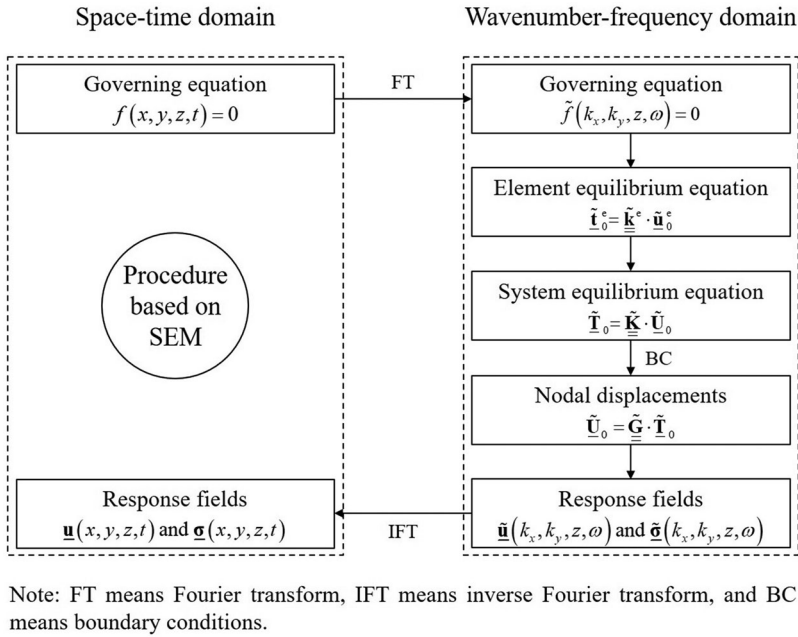 Space-time domain
Wavenumber-frequency domain
Governing equation
f(x,y,z,t)=0
FT
Governing equation
f̃(kₓ,k_y,z,ω)=0
Element equilibrium equation
t̃₀ᵉ=k̃ᵉ·ũ₀ᵉ
Procedure
based on
SEM
System equilibrium equation
T̃₀=K̃·Ũ₀
BC
Nodal displacements
Ũ₀=G̃·T̃₀
Response fields
u(x,y,z,t) and σ(x,y,z,t)
IFT
Response fields
ũ(kₓ,k_y,z,ω) and σ̃(kₓ,k_y,z,ω)
Note: FT means Fourier transform, IFT means inverse Fourier transform, and BC
means boundary conditions.